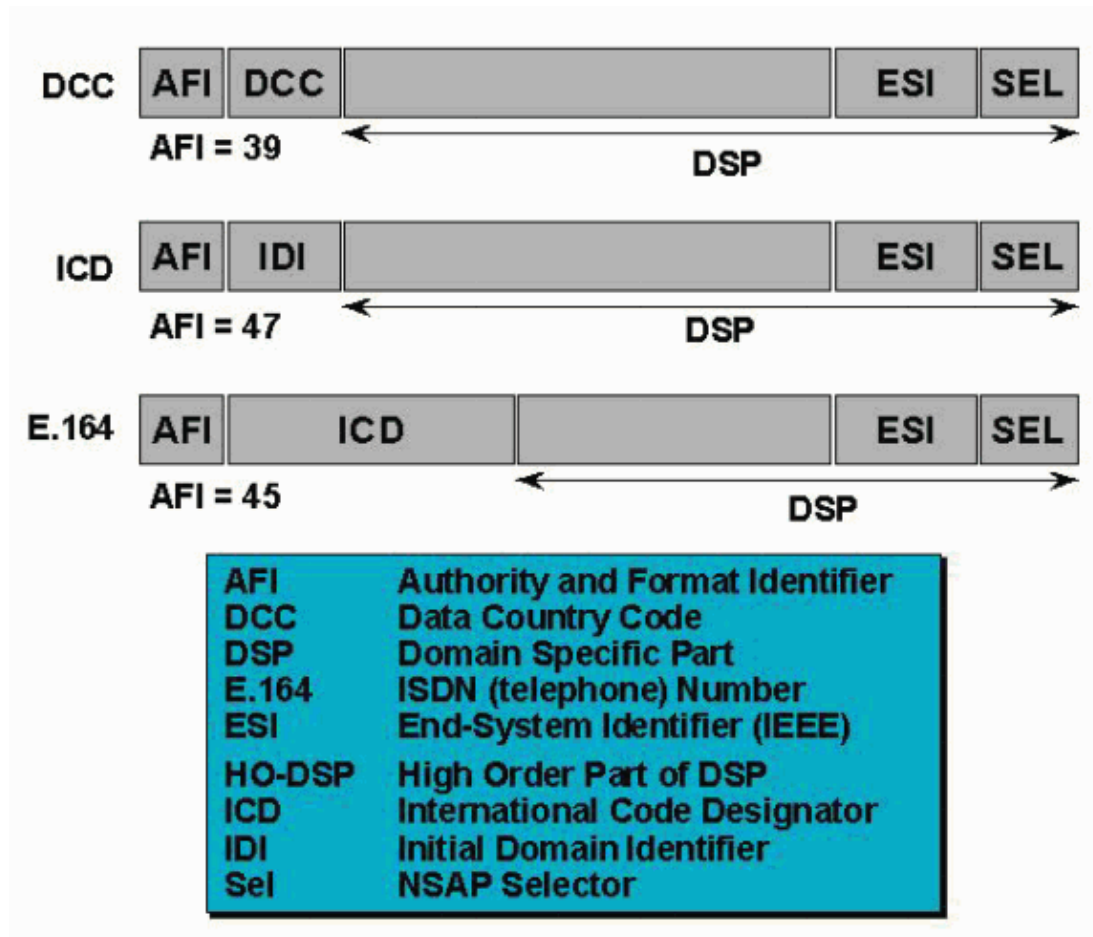 DCC AFI DCC ESI SEL
AFI = 39
DSP
ICD AFI IDI ESI SEL
AFI = 47
DSP
E.164 AFI ICD ESI SEL
AFI = 45
DSP
AFI Authority and Format Identifier
DCC Data Country Code
DSP Domain Specific Part
E.164 ISDN (telephone) Number
ESI End-System Identifier (IEEE)
HO-DSP High Order Part of DSP
ICD International Code Designator
IDI Initial Domain Identifier
Sel NSAP Selector